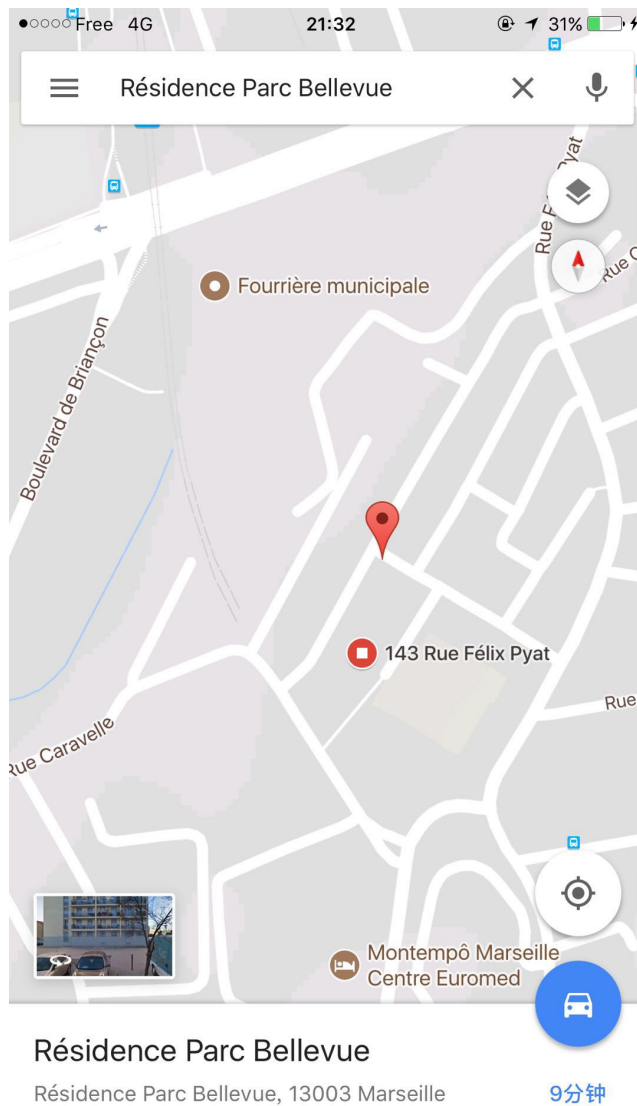 Free 4G 21:32 31%
Résidence Parc Bellevue
Rue Félix Pyat
Rue
Fourrière municipale
Boulevard de Briançon
143 Rue Félix Pyat
Rue
Rue Caravelle
Montempô Marseille
Centre Euromed
Résidence Parc Bellevue
Résidence Parc Bellevue, 13003 Marseille 9分钟